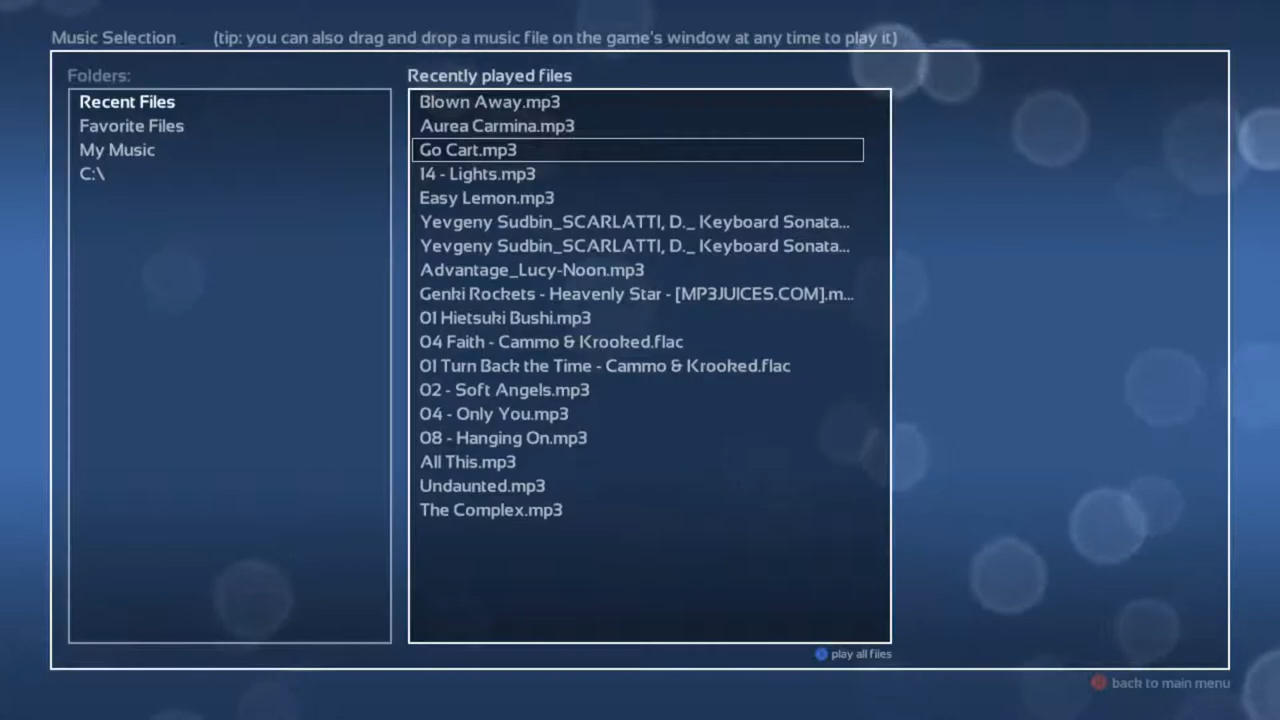 Music Selection (tip: you can also drag and drop a music file on the game's window at any time to play it)
Folders:
Recent Files
Favorite Files
My Music
C:\
Recently played files
Blown Away.mp3
Aurea Carmina.mp3
Go Cart.mp3
14 - Lights.mp3
Easy Lemon.mp3
Yevgeny Sudbin_SCARLATTI, D._ Keyboard Sonata...
Yevgeny Sudbin_SCARLATTI, D._ Keyboard Sonata...
Advantage_Lucy-Noon.mp3
Genki Rockets - Heavenly Star - [MP3JUICES.COM].m...
01 Hietsuki Bushi.mp3
04 Faith - Cammo & Krooked.flac
01 Turn Back the Time - Cammo & Krooked.flac
02 - Soft Angels.mp3
04 - Only You.mp3
08 - Hanging On.mp3
All This.mp3
Undaunted.mp3
The Complex.mp3
play all files
back to main menu